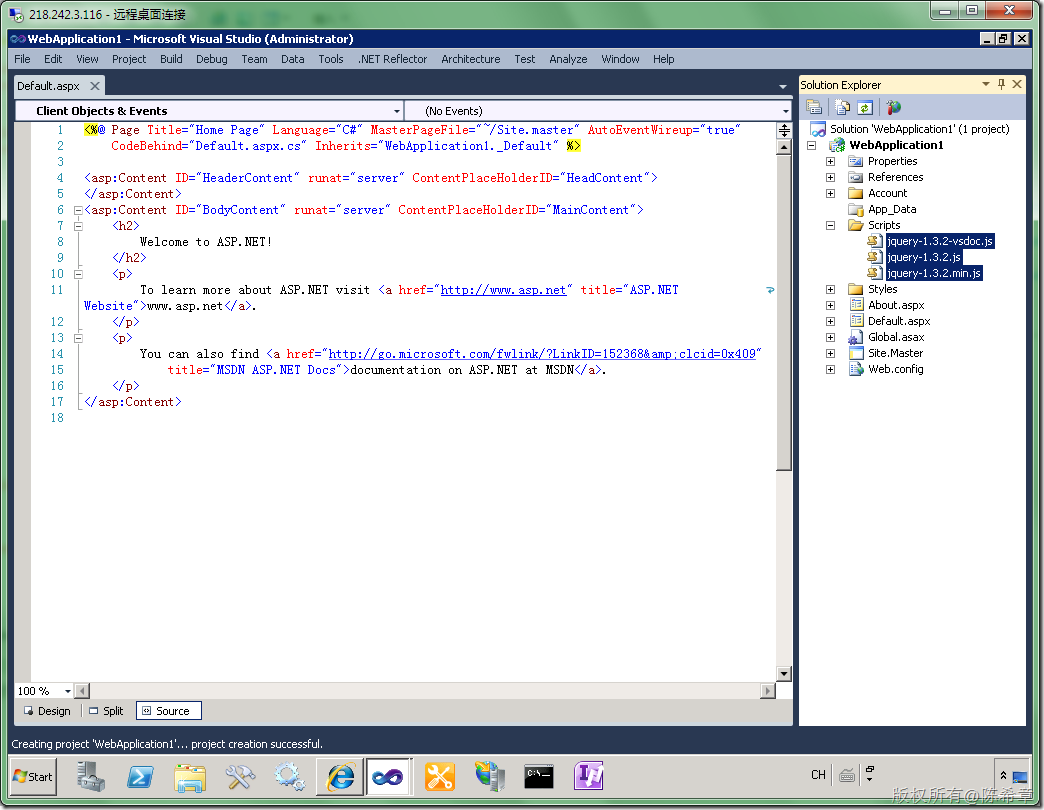 218.242.3.116 - 远程桌面连接
WebApplication1 - Microsoft Visual Studio (Administrator)
File Edit View Project Build Debug Team Data Tools .NET Reflector Architecture Test Analyze Window Help
Default.aspx
Client Objects & Events (No Events)
1 <%@ Page Title="Home Page" Language="C#" MasterPageFile="~/Site.master" AutoEventWireup="true"
2 CodeBehind="Default.aspx.cs" Inherits="WebApplication1._Default" %>
3
4 <asp:Content ID="HeaderContent" runat="server" ContentPlaceHolderID="HeadContent">
5 </asp:Content>
6 <asp:Content ID="BodyContent" runat="server" ContentPlaceHolderID="MainContent">
7 <h2>
8 Welcome to ASP.NET!
9 </h2>
10 <p>
11 To learn more about ASP.NET visit <a href="http://www.asp.net" title="ASP.NET
Website">www.asp.net</a>.
12 </p>
13 <p>
14 You can also find <a href="http://go.microsoft.com/fwlink/?LinkID=152368&amp;clcid=0x409"
15 title="MSDN ASP.NET Docs">documentation on ASP.NET at MSDN</a>.
16 </p>
17 </asp:Content>
18
100 %
Design Split Source
Solution Explorer
Solution 'WebApplication1' (1 project)
WebApplication1
Properties
References
Account
App_Data
Scripts
jquery-1.3.2-vsdoc.js
jquery-1.3.2.js
jquery-1.3.2.min.js
Styles
About.aspx
Default.aspx
Global.asax
Site.Master
Web.config
Creating project 'WebApplication1'... project creation successful.
Start
CH
版权所有@陈希章